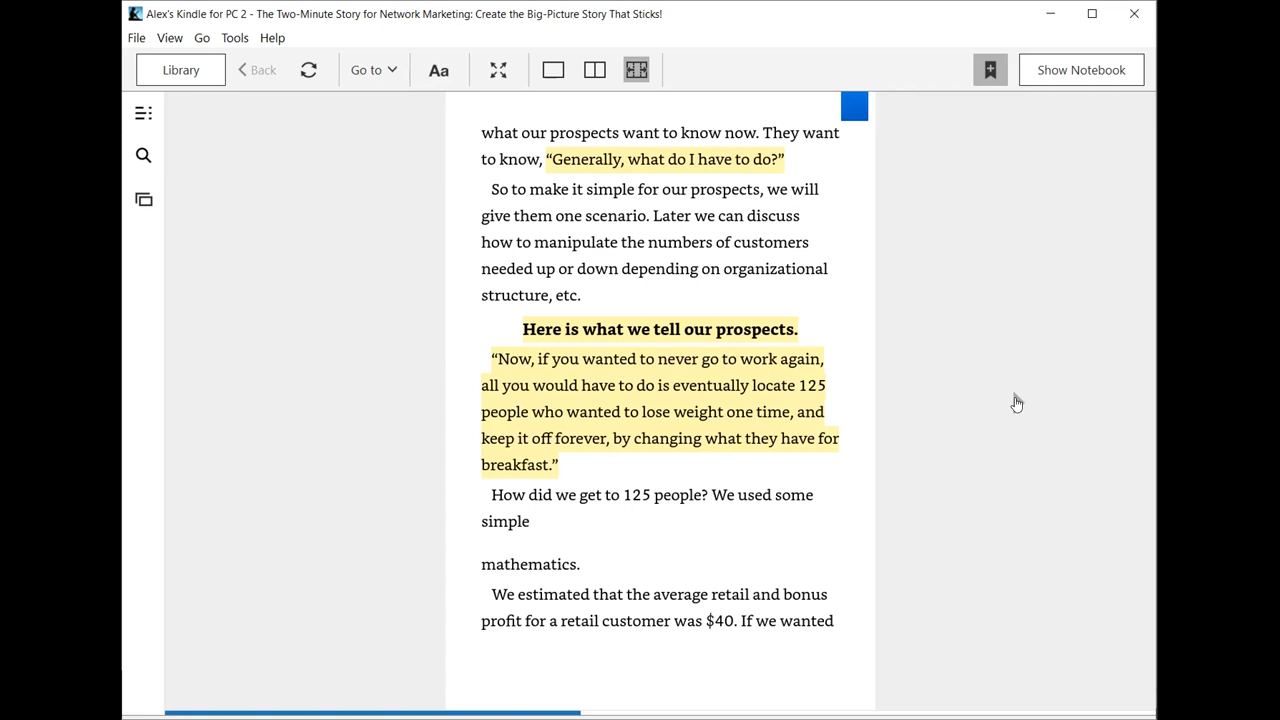 Alex's Kindle for PC 2 - The Two-Minute Story for Network Marketing: Create the Big-Picture Story That Sticks!
File View Go Tools Help
Library Back Go to Aa Show Notebook
what our prospects want to know now. They want
to know, “Generally, what do I have to do?”
So to make it simple for our prospects, we will
give them one scenario. Later we can discuss
how to manipulate the numbers of customers
needed up or down depending on organizational
structure, etc.
Here is what we tell our prospects.
“Now, if you wanted to never go to work again,
all you would have to do is eventually locate 125
people who wanted to lose weight one time, and
keep it off forever, by changing what they have for
breakfast.”
How did we get to 125 people? We used some
simple
mathematics.
We estimated that the average retail and bonus
profit for a retail customer was $40. If we wanted